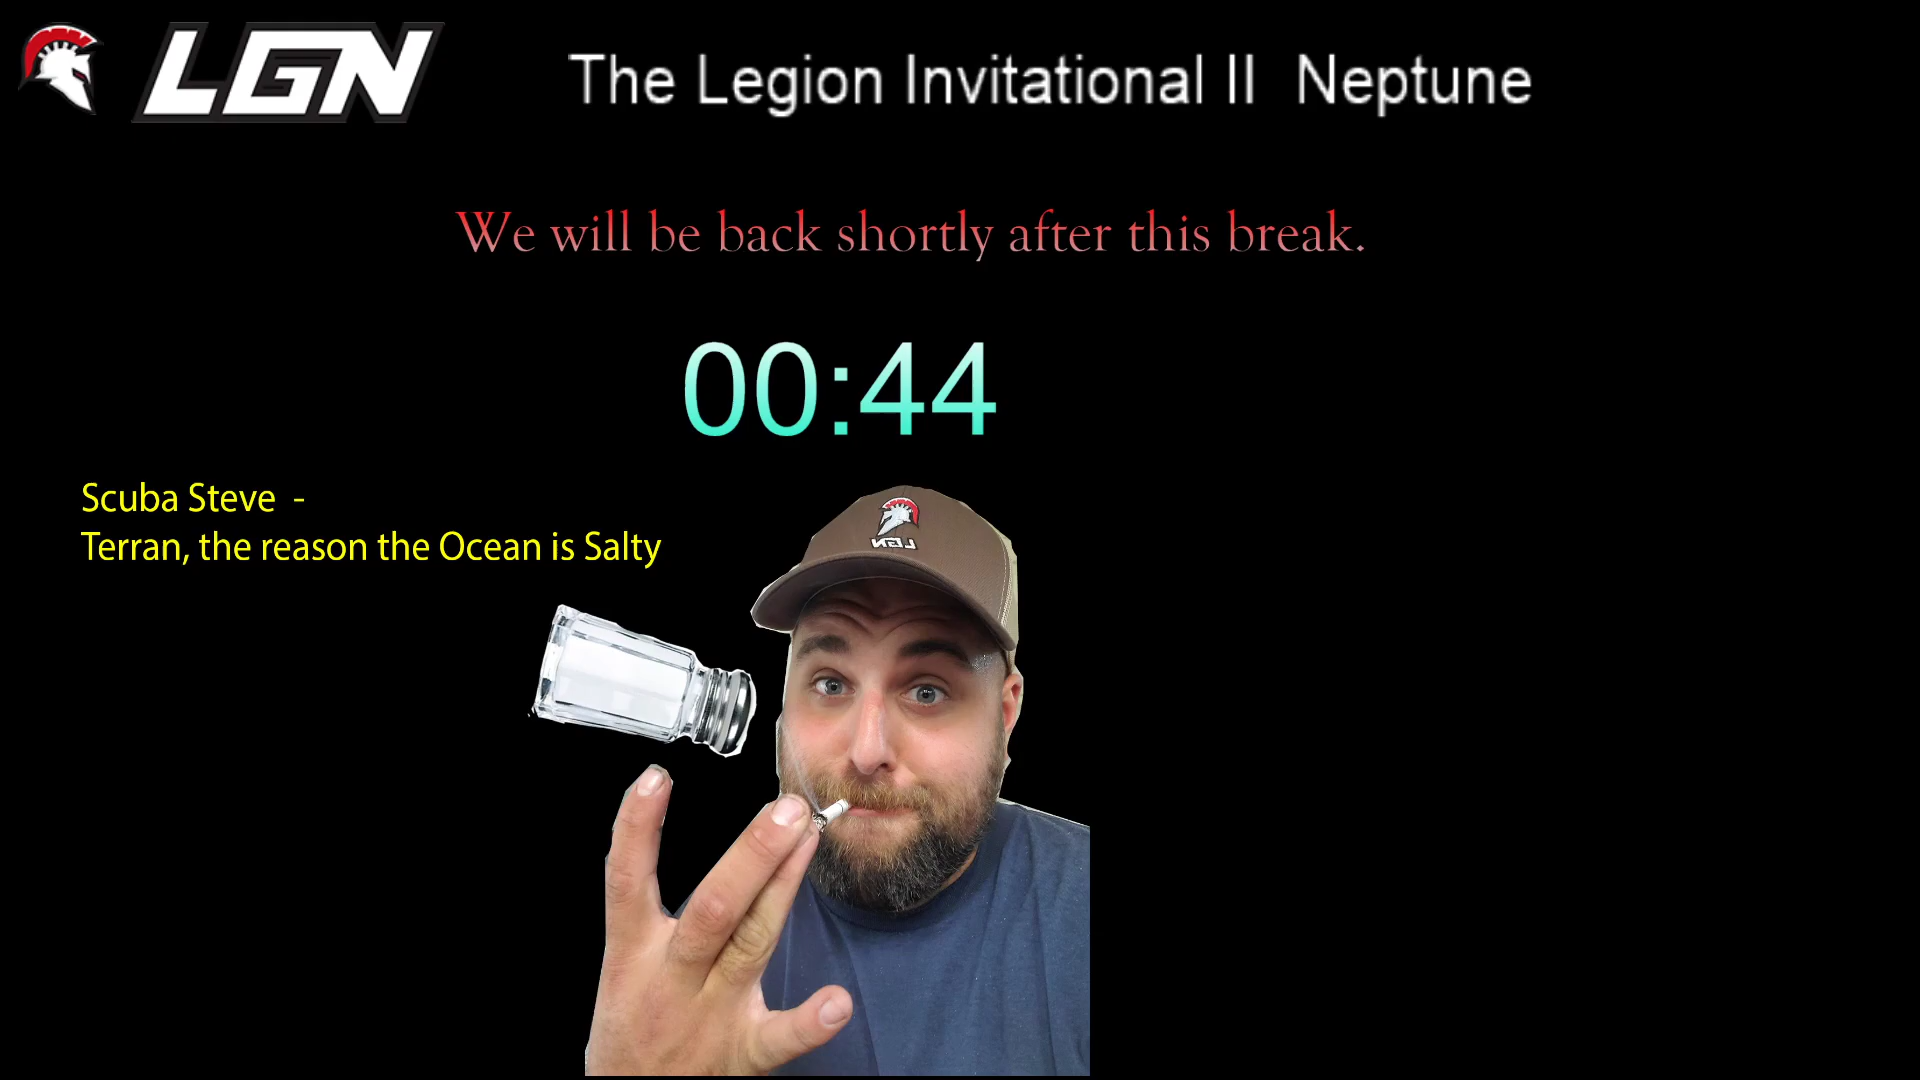 LGN
The Legion Invitational II Neptune
We will be back shortly after this break.
00:44
Scuba Steve -
Terran, the reason the Ocean is Salty
LGN